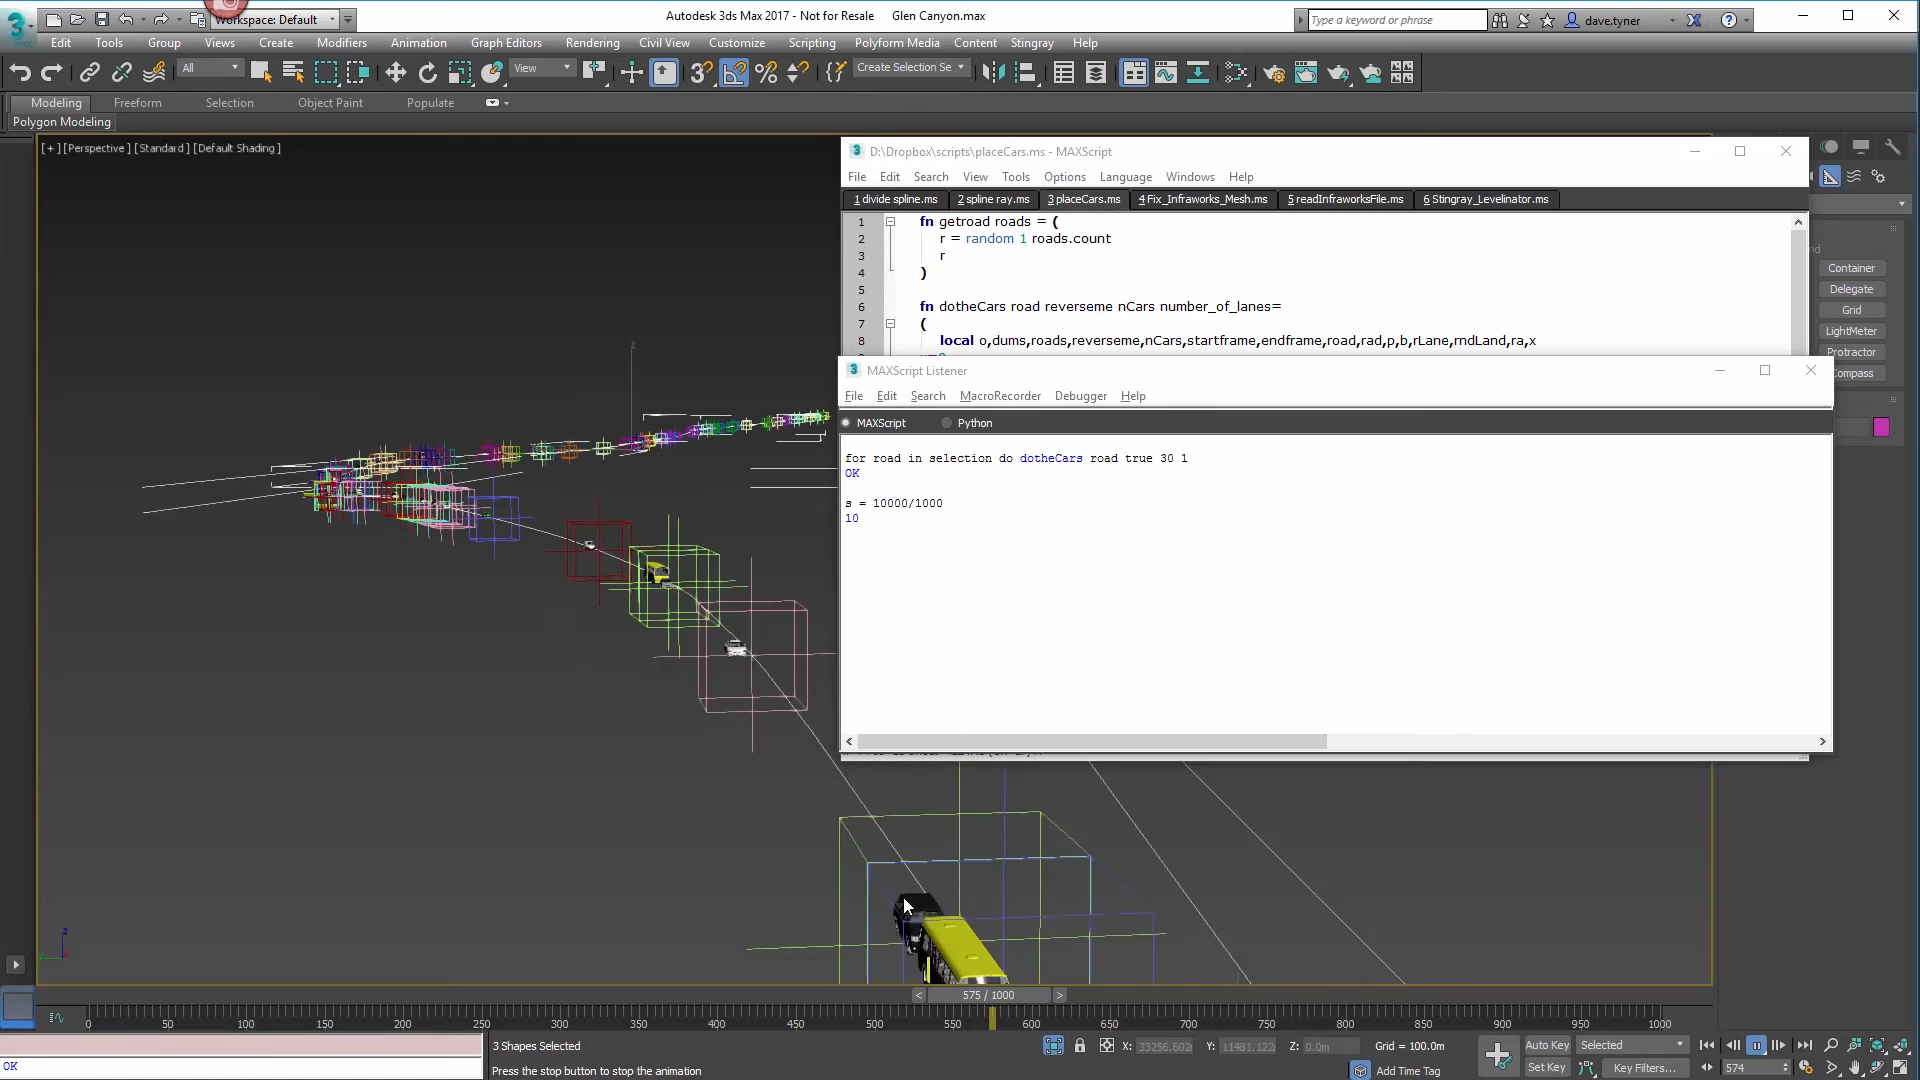 Workspace: Default
Autodesk 3ds Max 2017 - Not for Resale    Glen Canyon.max
Type a keyword or phrase
dave.tyner
Edit Tools Group Views Create Modifiers Animation Graph Editors Rendering Civil View Customize Scripting Polyform Media Content Stingray Help
All
View
Create Selection Se
Modeling Freeform Selection Object Paint Populate
Polygon Modeling
[+] [Perspective] [Standard] [Default Shading]
D:\Dropbox\scripts\placeCars.ms - MAXScript
File Edit Search View Tools Options Language Windows Help
1 divide spline.ms 2 spline ray.ms 3 placeCars.ms 4 Fix_Infraworks_Mesh.ms 5 readInfraworksFile.ms 6 Stingray_Levelinator.ms
1 fn getroad roads = (
2 r = random 1 roads.count
3 r
4 )
5
6 fn dotheCars road reverseme nCars number_of_lanes=
7 (
8 local o,dums,roads,reverseme,nCars,startframe,endframe,road,rad,p,b,rLane,rndLand,ra,x
MAXScript Listener
File Edit Search MacroRecorder Debugger Help
MAXScript Python
for road in selection do dotheCars road true 30 1
OK
s = 10000/1000
10
Container
Delegate
Grid
LightMeter
Protractor
Compass
z
z
575 / 1000
0 50 100 150 200 250 300 350 400 450 500 550 600 650 700 750 800 850 900 950 1000
3 Shapes Selected
X: 33256.602
Y: 11481.122
Z: 0.0m
Grid = 100.0m
Auto Key
Selected
OK
Press the stop button to stop the animation
Add Time Tag
Set Key
Key Filters...
574